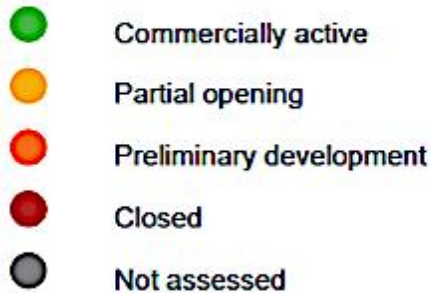 Commercially active
Partial opening
Preliminary development
Closed
Not assessed